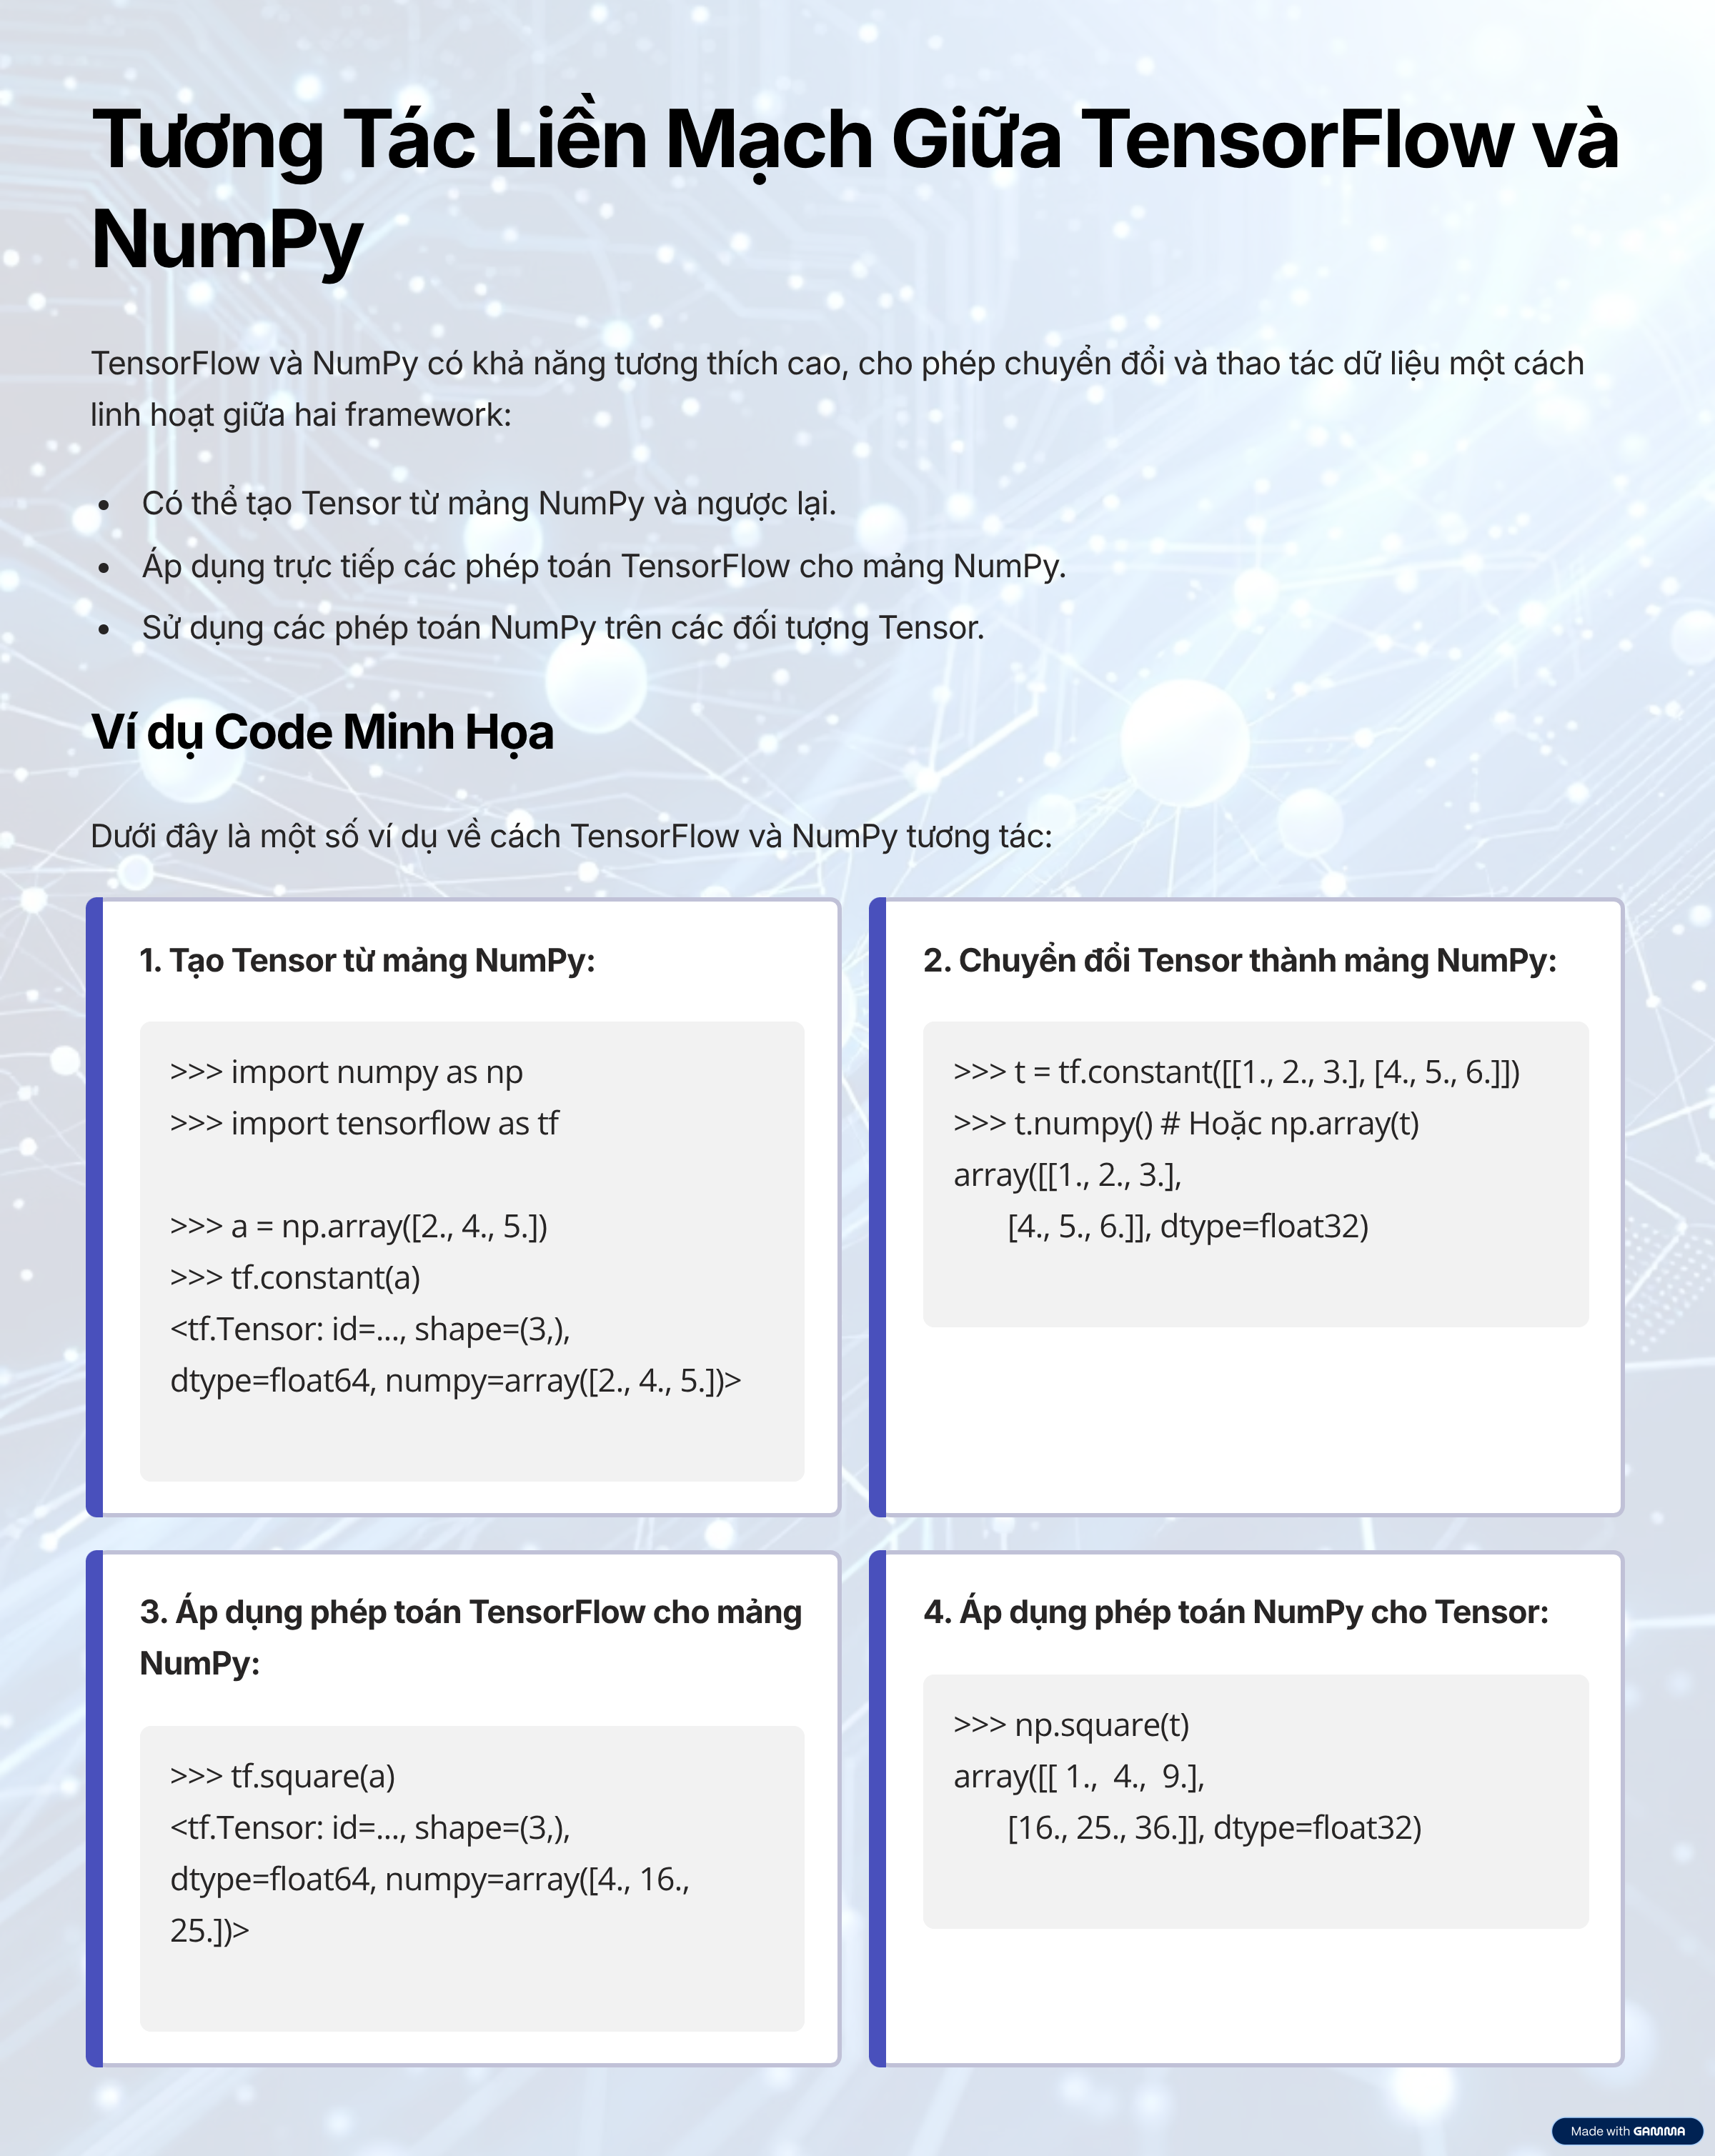 Tương Tác Liền Mạch Giữa TensorFlow và
NumPy
TensorFlow và NumPy có khả năng tương thích cao, cho phép chuyển đổi và thao tác dữ liệu một cách
linh hoạt giữa hai framework:
• Có thể tạo Tensor từ mảng NumPy và ngược lại.
• Áp dụng trực tiếp các phép toán TensorFlow cho mảng NumPy.
• Sử dụng các phép toán NumPy trên các đối tượng Tensor.
Ví dụ Code Minh Họa
Dưới đây là một số ví dụ về cách TensorFlow và NumPy tương tác:
1. Tạo Tensor từ mảng NumPy:
>>> import numpy as np
>>> import tensorflow as tf
>>> a = np.array([2., 4., 5.])
>>> tf.constant(a)
<tf.Tensor: id=..., shape=(3,),
dtype=float64, numpy=array([2., 4., 5.])>
2. Chuyển đổi Tensor thành mảng NumPy:
>>> t = tf.constant([[1., 2., 3.], [4., 5., 6.]])
>>> t.numpy() # Hoặc np.array(t)
array([[1., 2., 3.],
[4., 5., 6.]], dtype=float32)
3. Áp dụng phép toán TensorFlow cho mảng
NumPy:
>>> tf.square(a)
<tf.Tensor: id=..., shape=(3,),
dtype=float64, numpy=array([4., 16.,
25.])>
4. Áp dụng phép toán NumPy cho Tensor:
>>> np.square(t)
array([[ 1.,  4.,  9.],
[16., 25., 36.]], dtype=float32)
Made with GAMMA